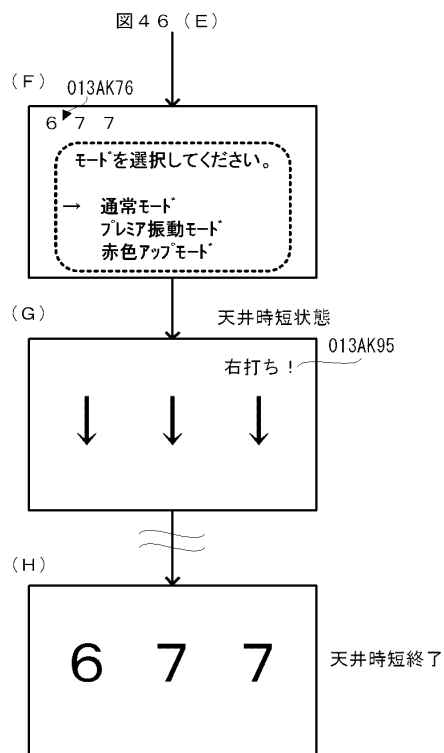 図４６（Ｅ）
（Ｆ）
013AK76
６ ７ ７
モードを選択してください。
→ 通常モード
プレミア振動モード
赤色アップモード
（Ｇ）
天井時短状態
013AK95
右打ち！
↓ ↓ ↓
（Ｈ）
６ ７ ７
天井時短終了